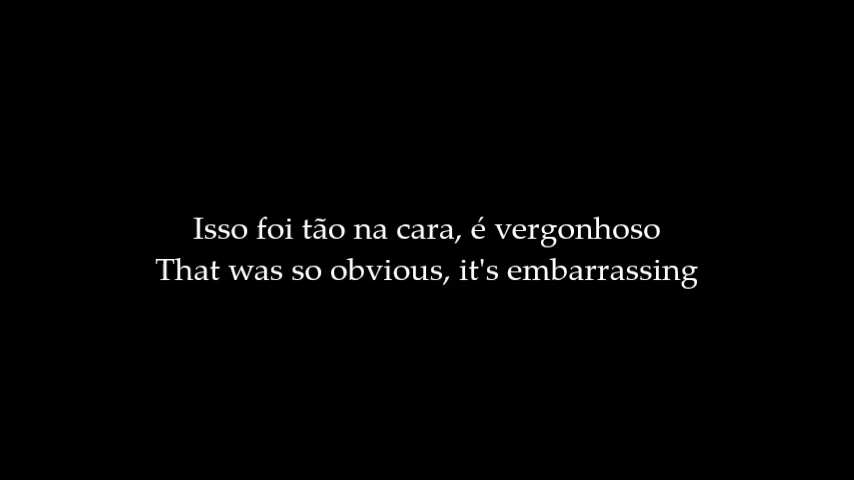 Isso foi tão na cara, é vergonhoso
That was so obvious, it's embarrassing